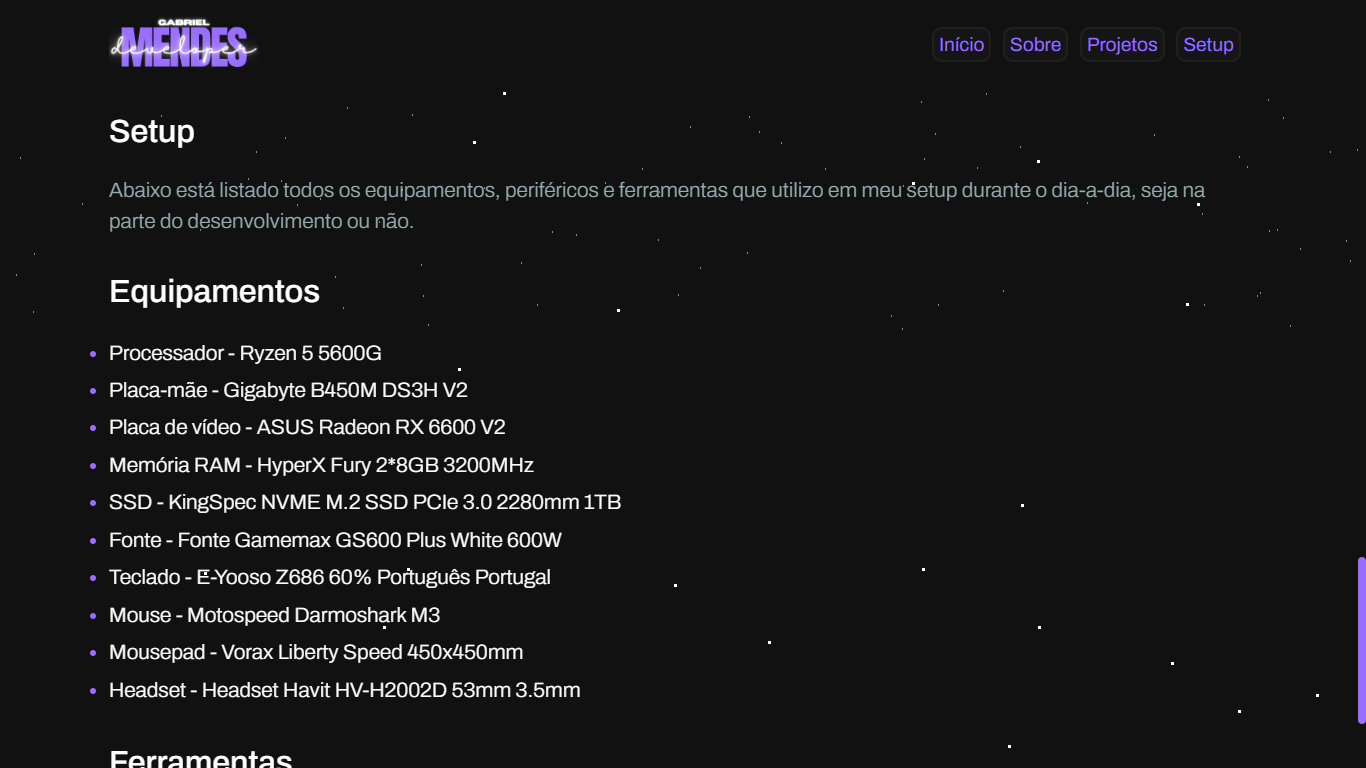 GABRIEL
MENDES
developer
Início
Sobre
Projetos
Setup
Setup
Abaixo está listado todos os equipamentos, periféricos e ferramentas que utilizo em meu setup durante o dia-a-dia, seja na
parte do desenvolvimento ou não.
Equipamentos
Processador - Ryzen 5 5600G
Placa-mãe - Gigabyte B450M DS3H V2
Placa de vídeo - ASUS Radeon RX 6600 V2
Memória RAM - HyperX Fury 2*8GB 3200MHz
SSD - KingSpec NVME M.2 SSD PCIe 3.0 2280mm 1TB
Fonte - Fonte Gamemax GS600 Plus White 600W
Teclado - E-Yooso Z686 60% Português Portugal
Mouse - Motospeed Darmoshark M3
Mousepad - Vorax Liberty Speed 450x450mm
Headset - Headset Havit HV-H2002D 53mm 3.5mm
Ferramentas